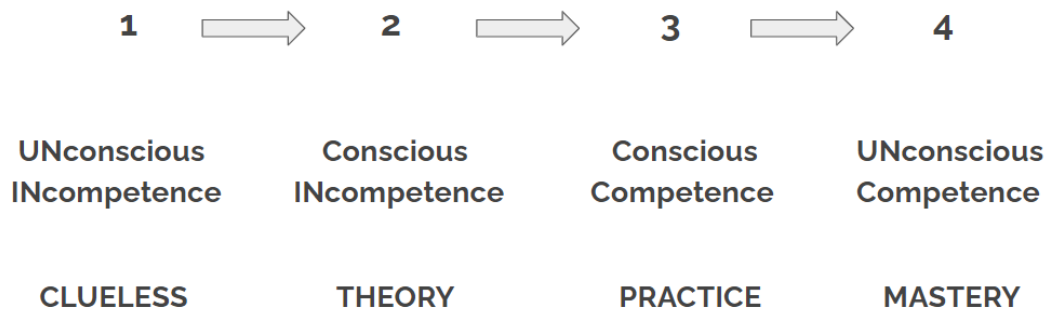 1 2 3 4
UNconscious Conscious Conscious UNconscious
INcompetence INcompetence Competence Competence
CLUELESS THEORY PRACTICE MASTERY